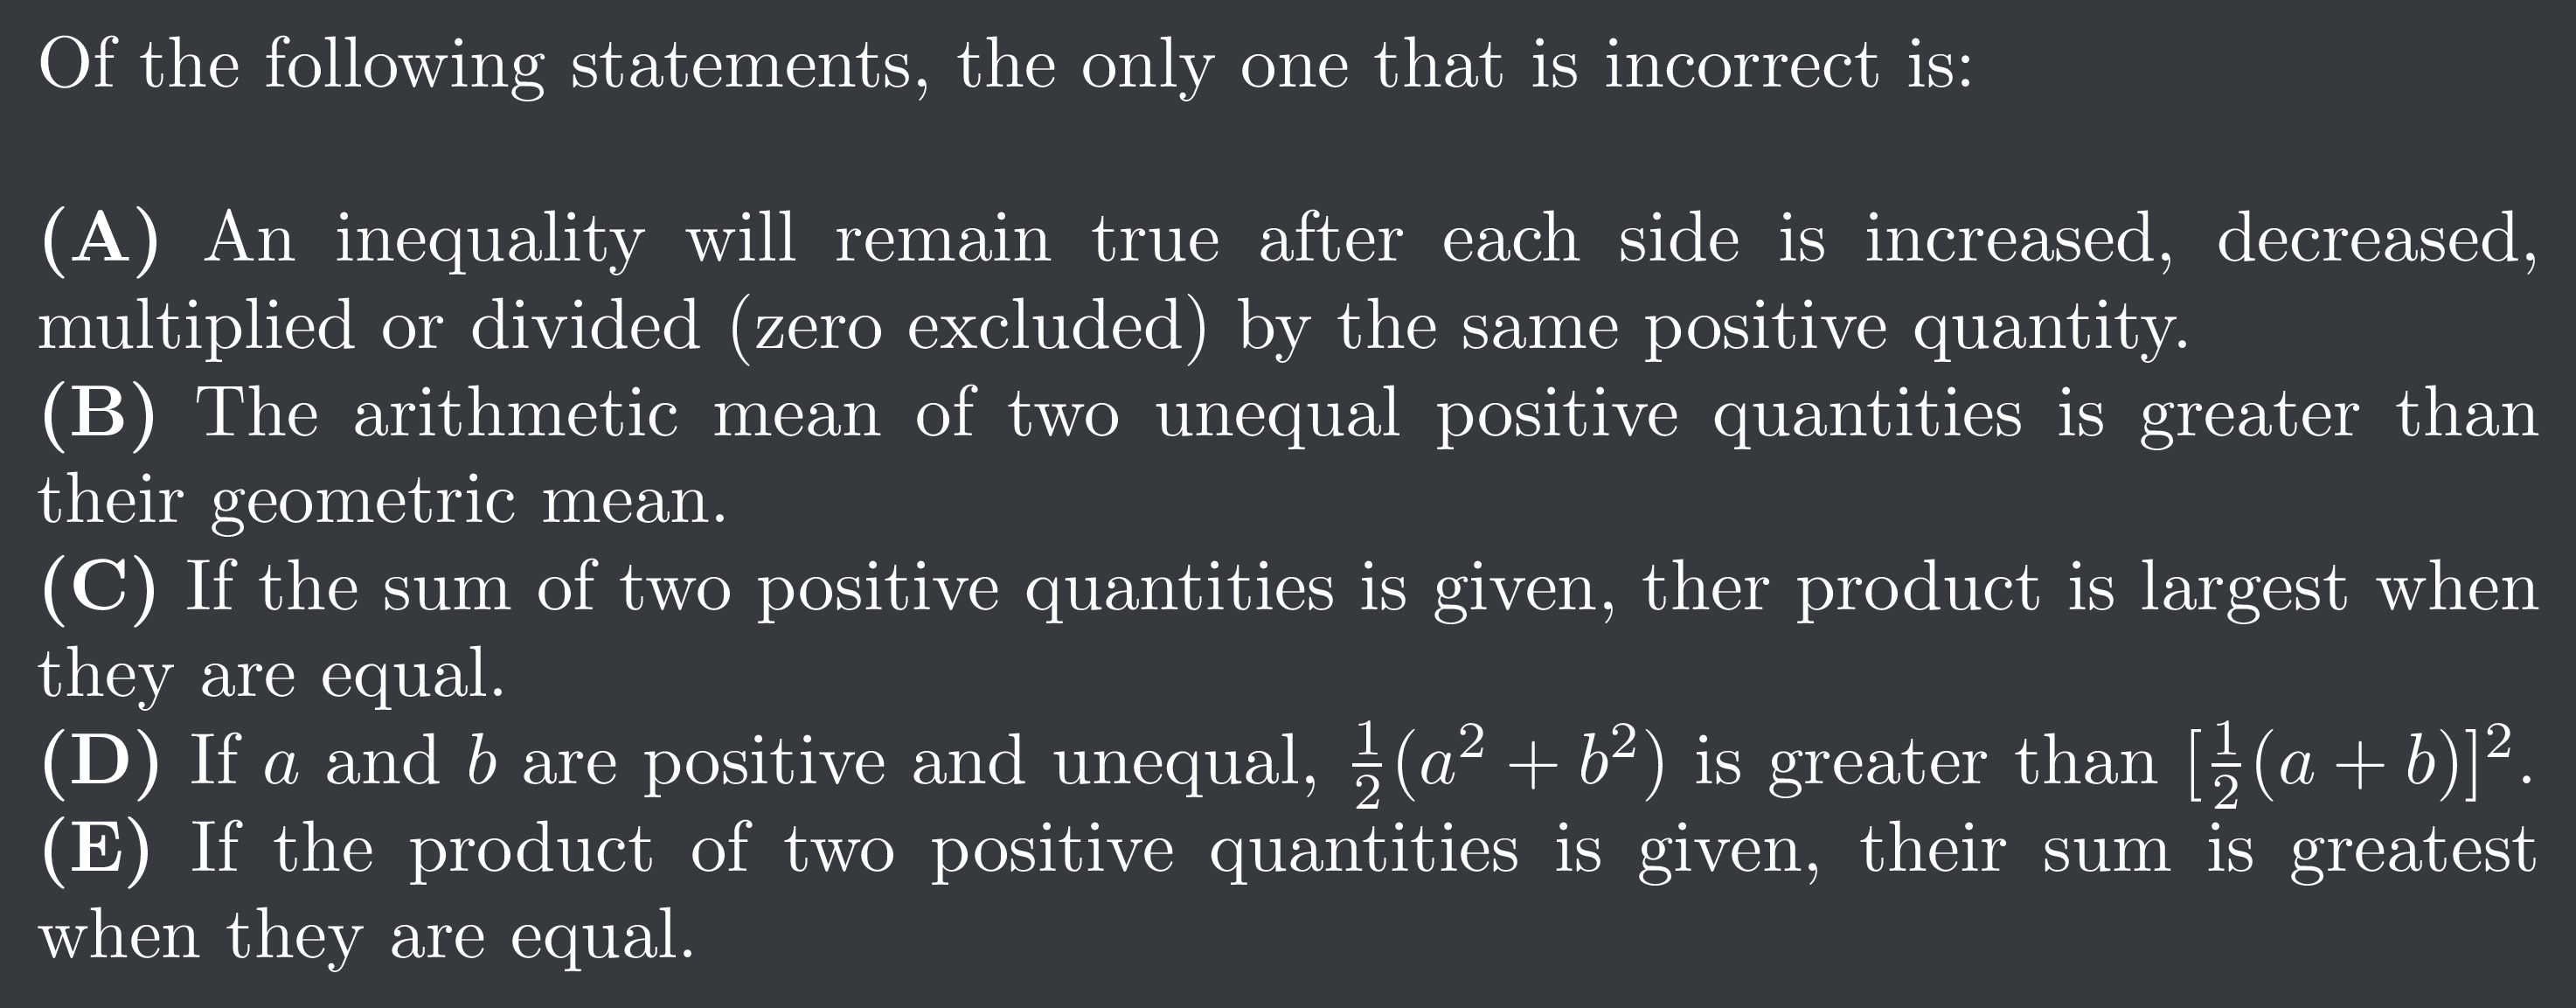 Of the following statements, the only one that is incorrect is:
(A) An inequality will remain true after each side is increased, decreased,
multiplied or divided (zero excluded) by the same positive quantity.
(B) The arithmetic mean of two unequal positive quantities is greater than
their geometric mean.
(C) If the sum of two positive quantities is given, ther product is largest when
they are equal.
(D) If a and b are positive and unequal, $\frac{1}{2}(a^2 + b^2)$ is greater than $[\frac{1}{2}(a + b)]^2$.
(E) If the product of two positive quantities is given, their sum is greatest
when they are equal.